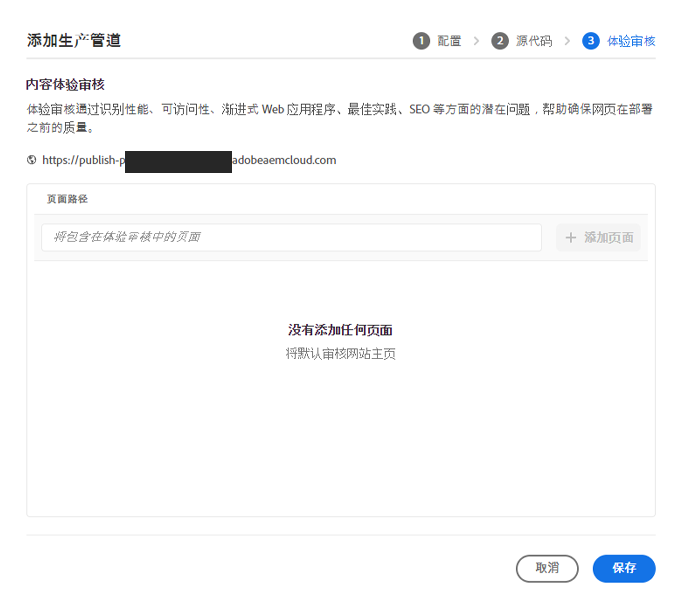 添加生产管道
1 配置 > 2 源代码 > 3 体验审核
内容体验审核
体验审核通过识别性能、可访问性、渐进式 Web 应用程序、最佳实践、SEO 等方面的潜在问题，帮助确保网页在部署
之前的质量。
https://publish-p adobeaemcloud.com
页面路径
将包含在体验审核中的页面
+ 添加页面
没有添加任何页面
将默认审核网站主页
取消
保存